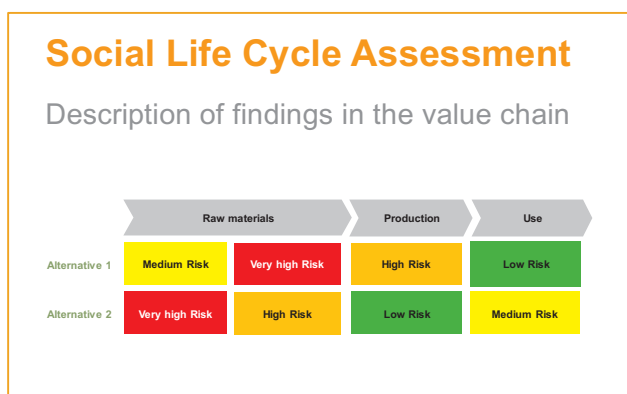 Social Life Cycle Assessment
Description of findings in the value chain
Raw materials Production Use
Alternative 1 Medium Risk Very high Risk High Risk Low Risk
Alternative 2 Very high Risk High Risk Low Risk Medium Risk